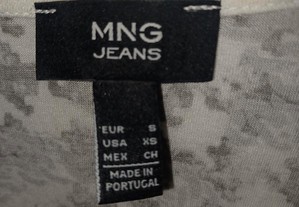 MNG
JEANS
EUR S
USA XS
MEX CH
MADE IN
PORTUGAL